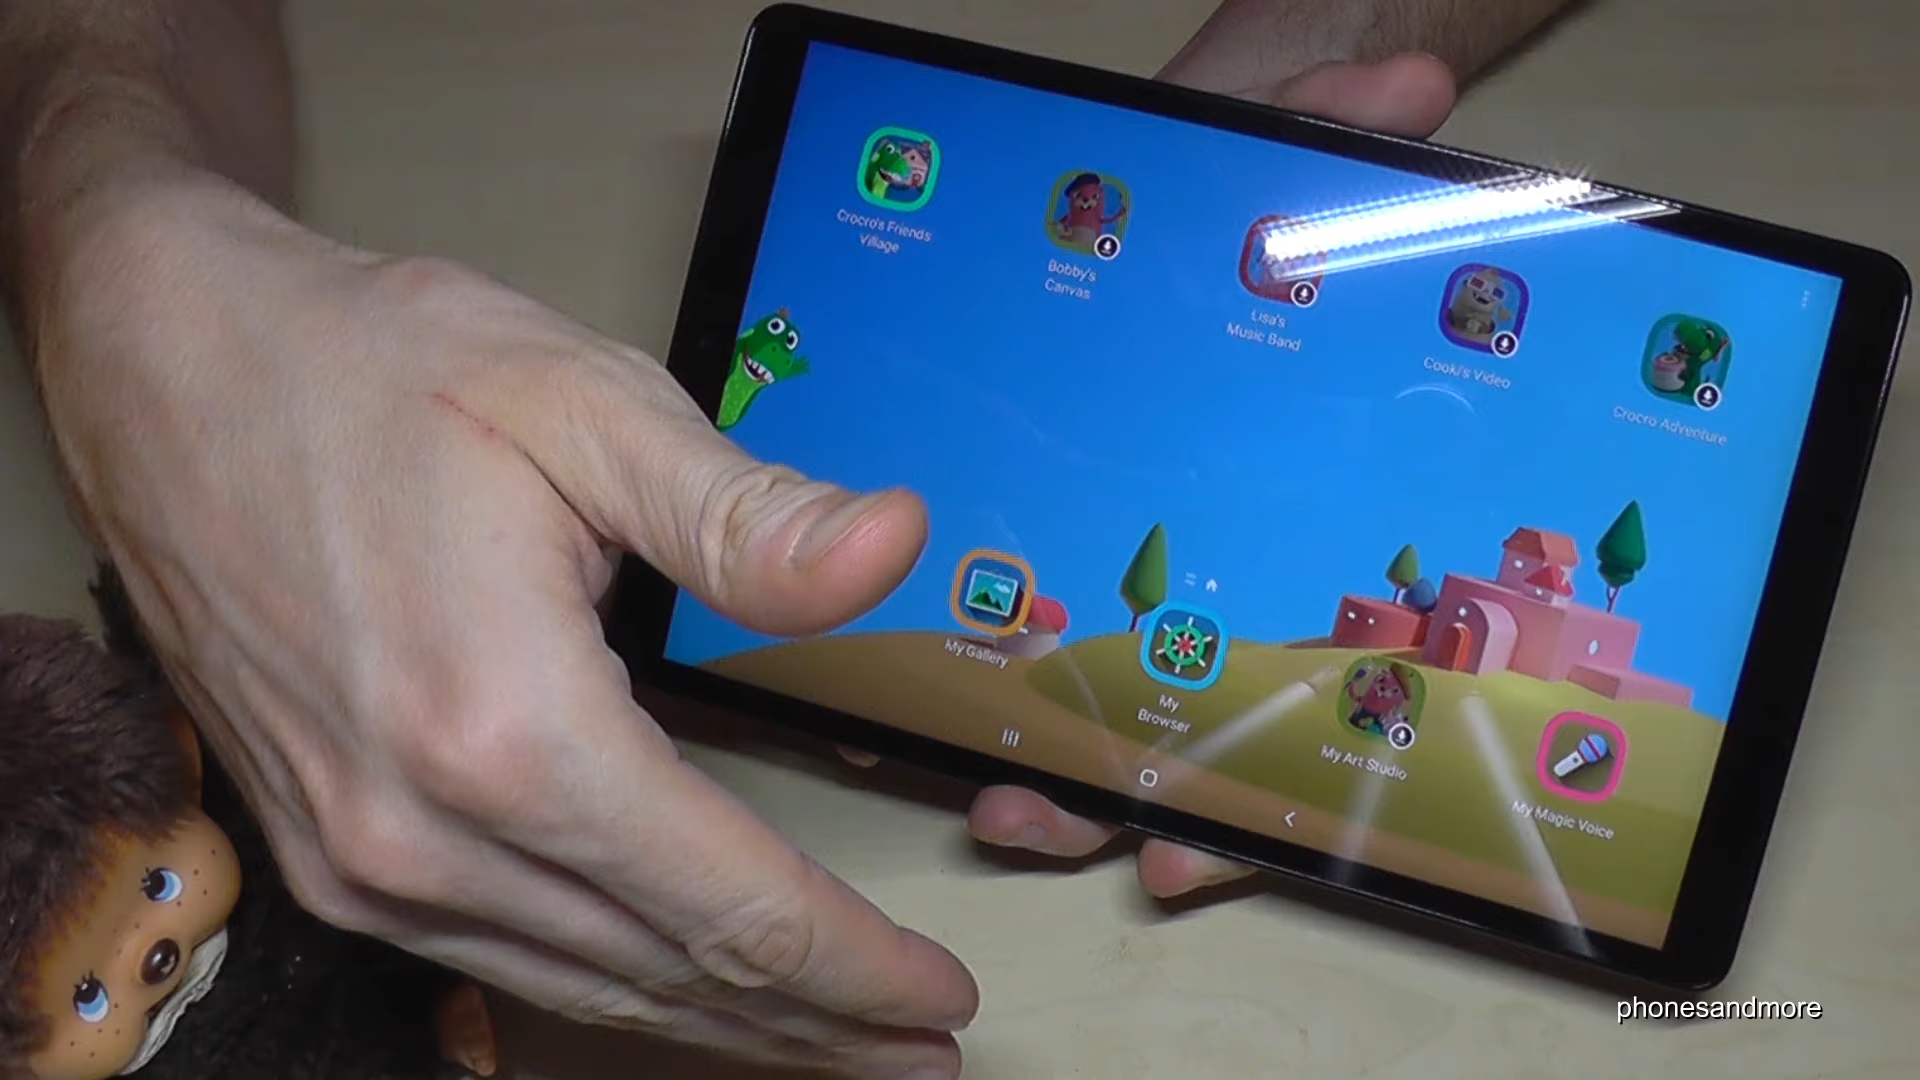 Crocro's Friends
Village
Bobby's
Canvas
Lisa's
Music Band
Cooki's Video
Crocro Adventure
My Gallery
My
Browser
My Art Studio
My Magic Voice
phonesandmore